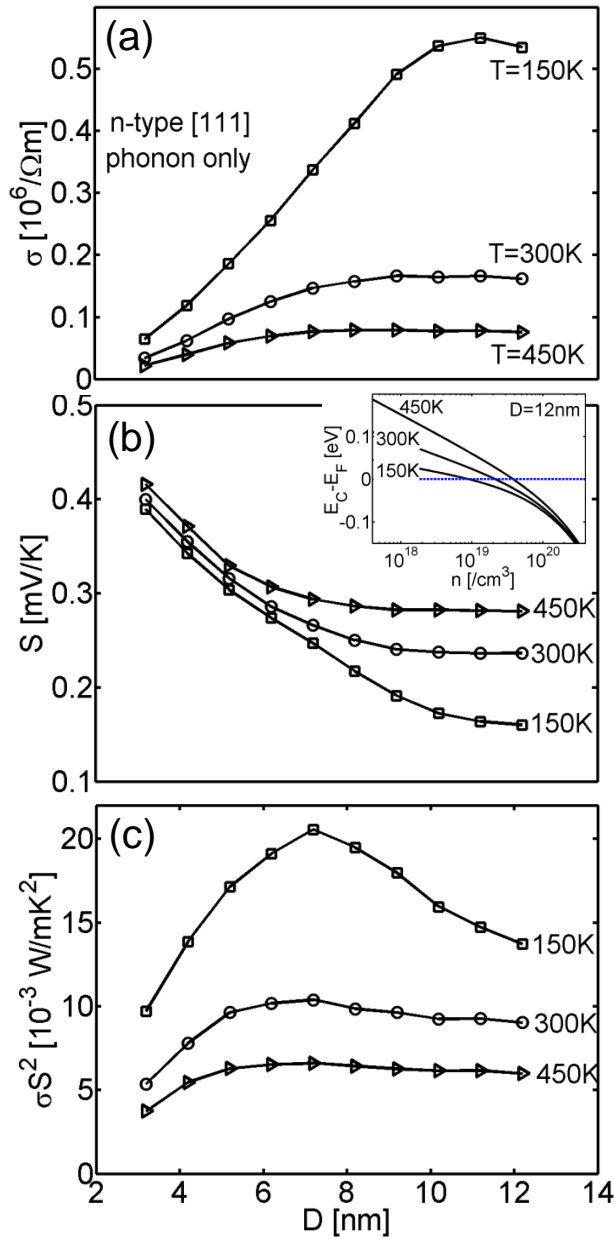 (a)
n-type [111]
phonon only
T=150K
T=300K
T=450K
σ [10⁶/Ωm]
0.5
0.4
0.3
0.2
0.1
0
(b)
450K
300K
150K
S [mV/K]
0.5
0.4
0.3
0.2
0.1
D=12nm
450K
300K
150K
E_C-E_F [eV]
0.1
0
-0.1
10¹⁸
10¹⁹
10²⁰
n [/cm³]
(c)
150K
300K
450K
σS² [10⁻³ W/mK²]
20
15
10
5
0
2
4
6
8
10
12
14
D [nm]